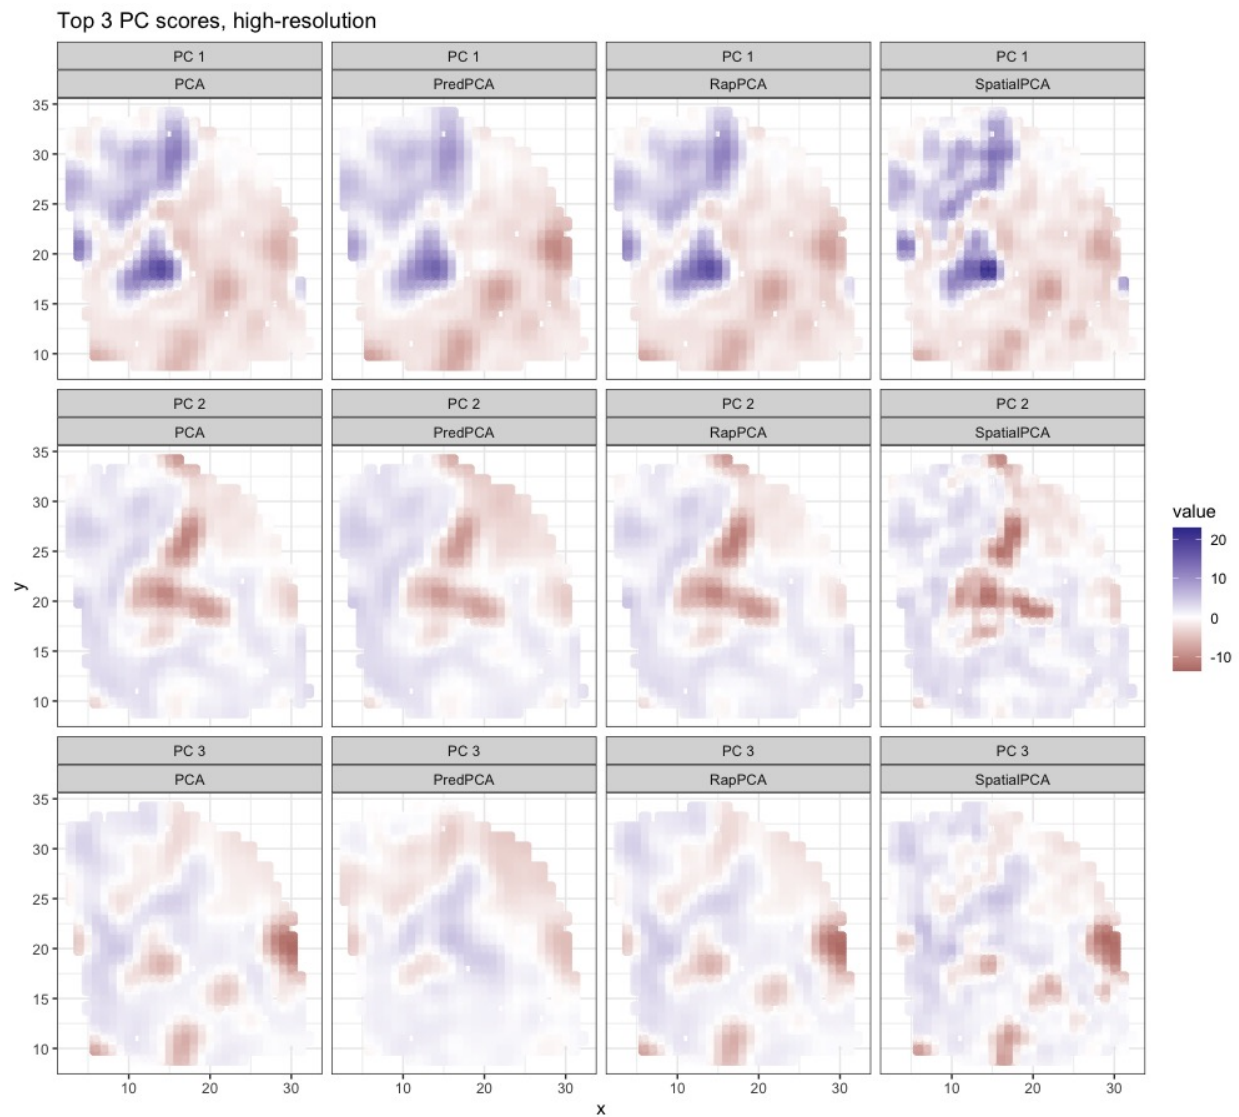 Top 3 PC scores, high-resolution
PC 1 PC 1 PC 1 PC 1
PCA PredPCA RapPCA SpatialPCA
35
30
25
20
15
10
PC 2 PC 2 PC 2 PC 2
PCA PredPCA RapPCA SpatialPCA
35
30
25
20
15
10
y
value
20
10
0
-10
PC 3 PC 3 PC 3 PC 3
PCA PredPCA RapPCA SpatialPCA
35
30
25
20
15
10
10 20 30 10 20 30 10 20 30 10 20 30
x